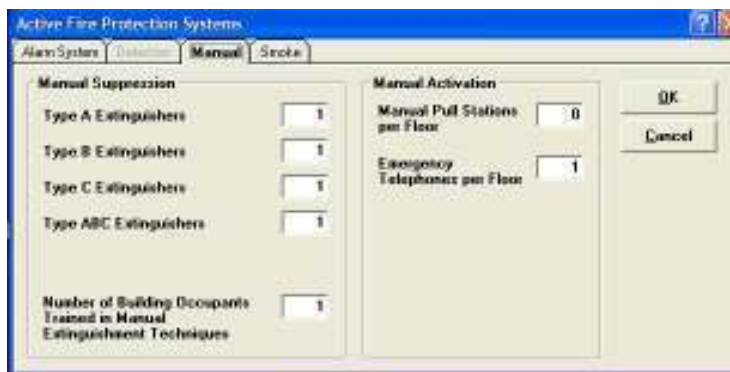 Active Fire Protection Systems
Alarm System Detection Manual Smoke
Manual Suppression
Type A Extinguishers 1
Type B Extinguishers 1
Type C Extinguishers 1
Type ABC Extinguishers 1
Number of Building Occupants
Trained in Manual
Extinguishment Techniques 1
Manual Activation
Manual Pull Stations
per Floor 0
Emergency
Telephones per Floor 1
OK
Cancel